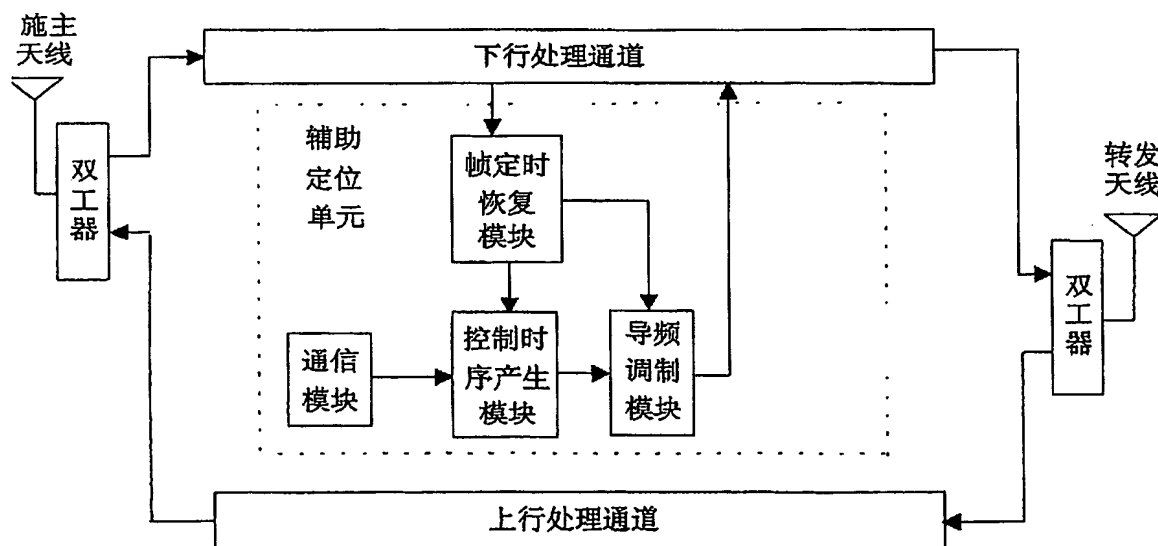 施主
天线
下行处理通道
双
工
器
辅助
定位
单元
帧定时
恢复
模块
转发
天线
双
工
器
通信
模块
控制时
序产生
模块
导频
调制
模块
上行处理通道